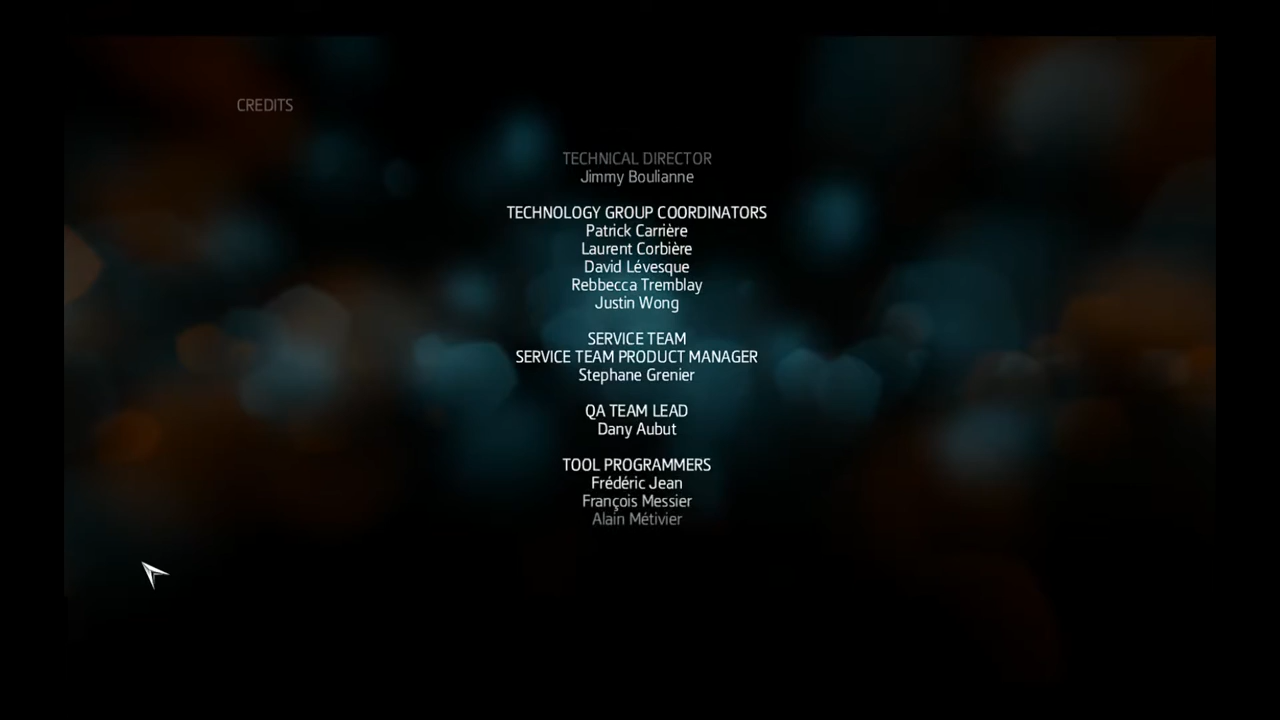 CREDITS
TECHNICAL DIRECTOR
Jimmy Boulianne
TECHNOLOGY GROUP COORDINATORS
Patrick Carrière
Laurent Corbière
David Lévesque
Rebbecca Tremblay
Justin Wong
SERVICE TEAM
SERVICE TEAM PRODUCT MANAGER
Stephane Grenier
QA TEAM LEAD
Dany Aubut
TOOL PROGRAMMERS
Frédéric Jean
François Messier
Alain Métivier